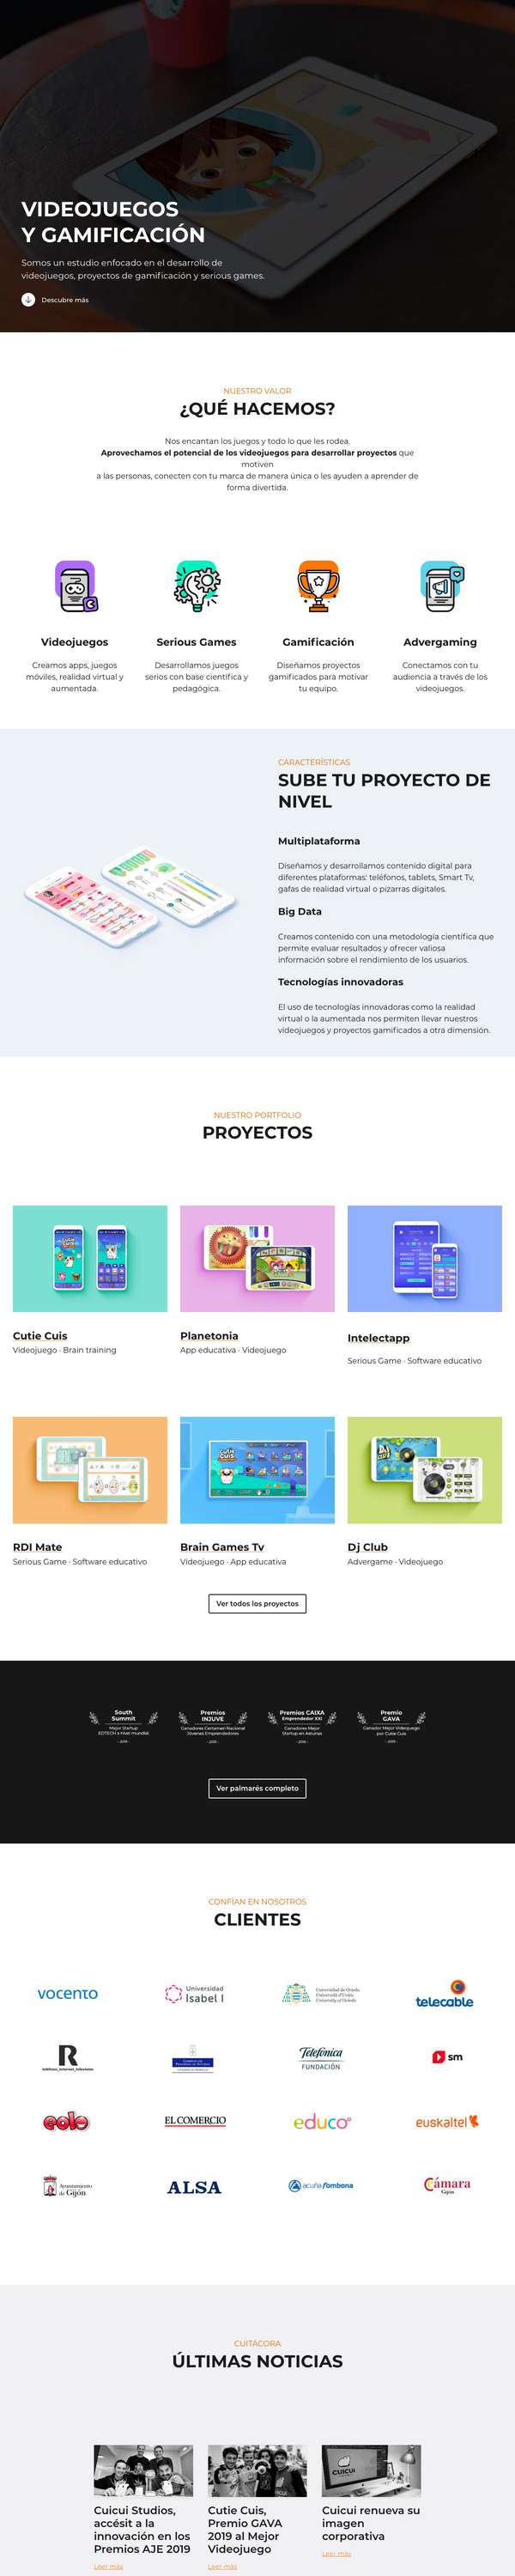 VIDEOJUEGOS
Y GAMIFICACIÓN
Somos un estudio enfocado en el desarrollo de
videojuegos, proyectos de gamificación y serious games.
Descubre más
NUESTRO VALOR
¿QUÉ HACEMOS?
Nos encantan los juegos y todo lo que les rodea.
Aprovechamos el potencial de los videojuegos para desarrollar proyectos que
motiven
a las personas, conecten con tu marca de manera única o les ayuden a aprender de
forma divertida.
Videojuegos
Creamos apps, juegos
móviles, realidad virtual y
aumentada.
Serious Games
Desarrollamos juegos
serios con base científica y
pedagógica.
Gamificación
Diseñamos proyectos
gamificados para motivar
tu equipo.
Advergaming
Conectamos con tu
audiencia a través de los
videojuegos.
CARACTERÍSTICAS
SUBE TU PROYECTO DE
NIVEL
Multiplataforma
Diseñamos y desarrollamos contenido digital para
diferentes plataformas: teléfonos, tablets, Smart Tv,
gafas de realidad virtual o pizarras digitales.
Big Data
Creamos contenido con una metodología científica que
permite evaluar resultados y ofrecer valiosa
información sobre el rendimiento de los usuarios.
Tecnologías innovadoras
El uso de tecnologías innovadoras como la realidad
virtual o la aumentada nos permiten llevar nuestros
videojuegos y proyectos gamificados a otra dimensión.
NUESTRO PORTFOLIO
PROYECTOS
Cutie Cuis
Videojuego · Brain training
Planetonia
App educativa · Videojuego
Intelectapp
Serious Game · Software educativo
RDI Mate
Serious Game · Software educativo
CUTIE
CUIS
Brain Games Tv
Videojuego · App educativa
Dj Club
Advergame · Videojuego
Ver todos los proyectos
South
Summit
Mejor Startup
EDTECH a nivel mundial
Premios
INJUVE
Ganadores Certamen Nacional
Jóvenes Emprendedores
Premios CAIXA
Emprendedor XXI
Ganadores Mejor
Startup en Asturias
Premio
GAVA
Ganador Mejor Videojuego
por Cutie Cuis
Ver palmarés completo
CONFÍAN EN NOSOTROS
CLIENTES
vocento
Universidad
Isabel I
Universidad de Oviedo
telecable
R
Telefónica
FUNDACIÓN
sm
eolo
EL COMERCIO
educo
euskaltel
Ayuntamiento
de Gijón
ALSA
acuña fombona
Cámara
Gijón
CUITÁCORA
ÚLTIMAS NOTICIAS
Cuicui Studios,
accésit a la
innovación en los
Premios AJE 2019
Leer más
Cutie Cuis,
Premio GAVA
2019 al Mejor
Videojuego
Leer más
CUICUI
Cuicui renueva su
imagen
corporativa
Leer más